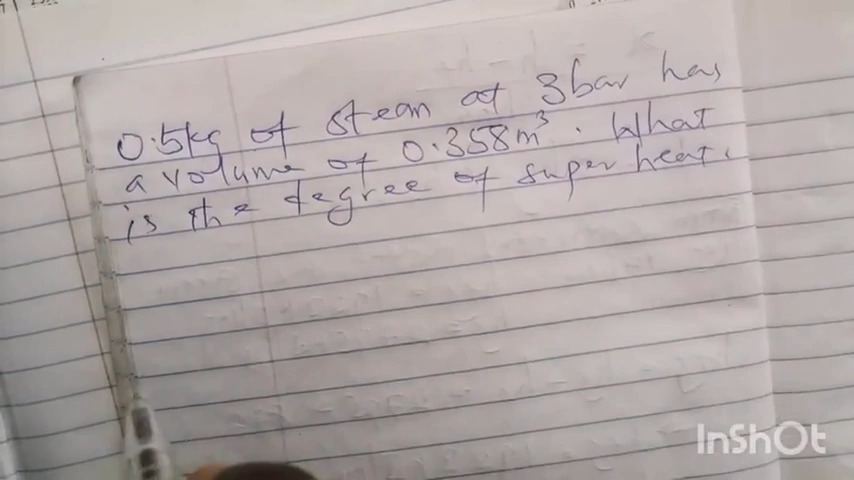 0.5kg of steam at 3bar has
a volume of 0.358m³. What
is the degree of super heat.
InShOt